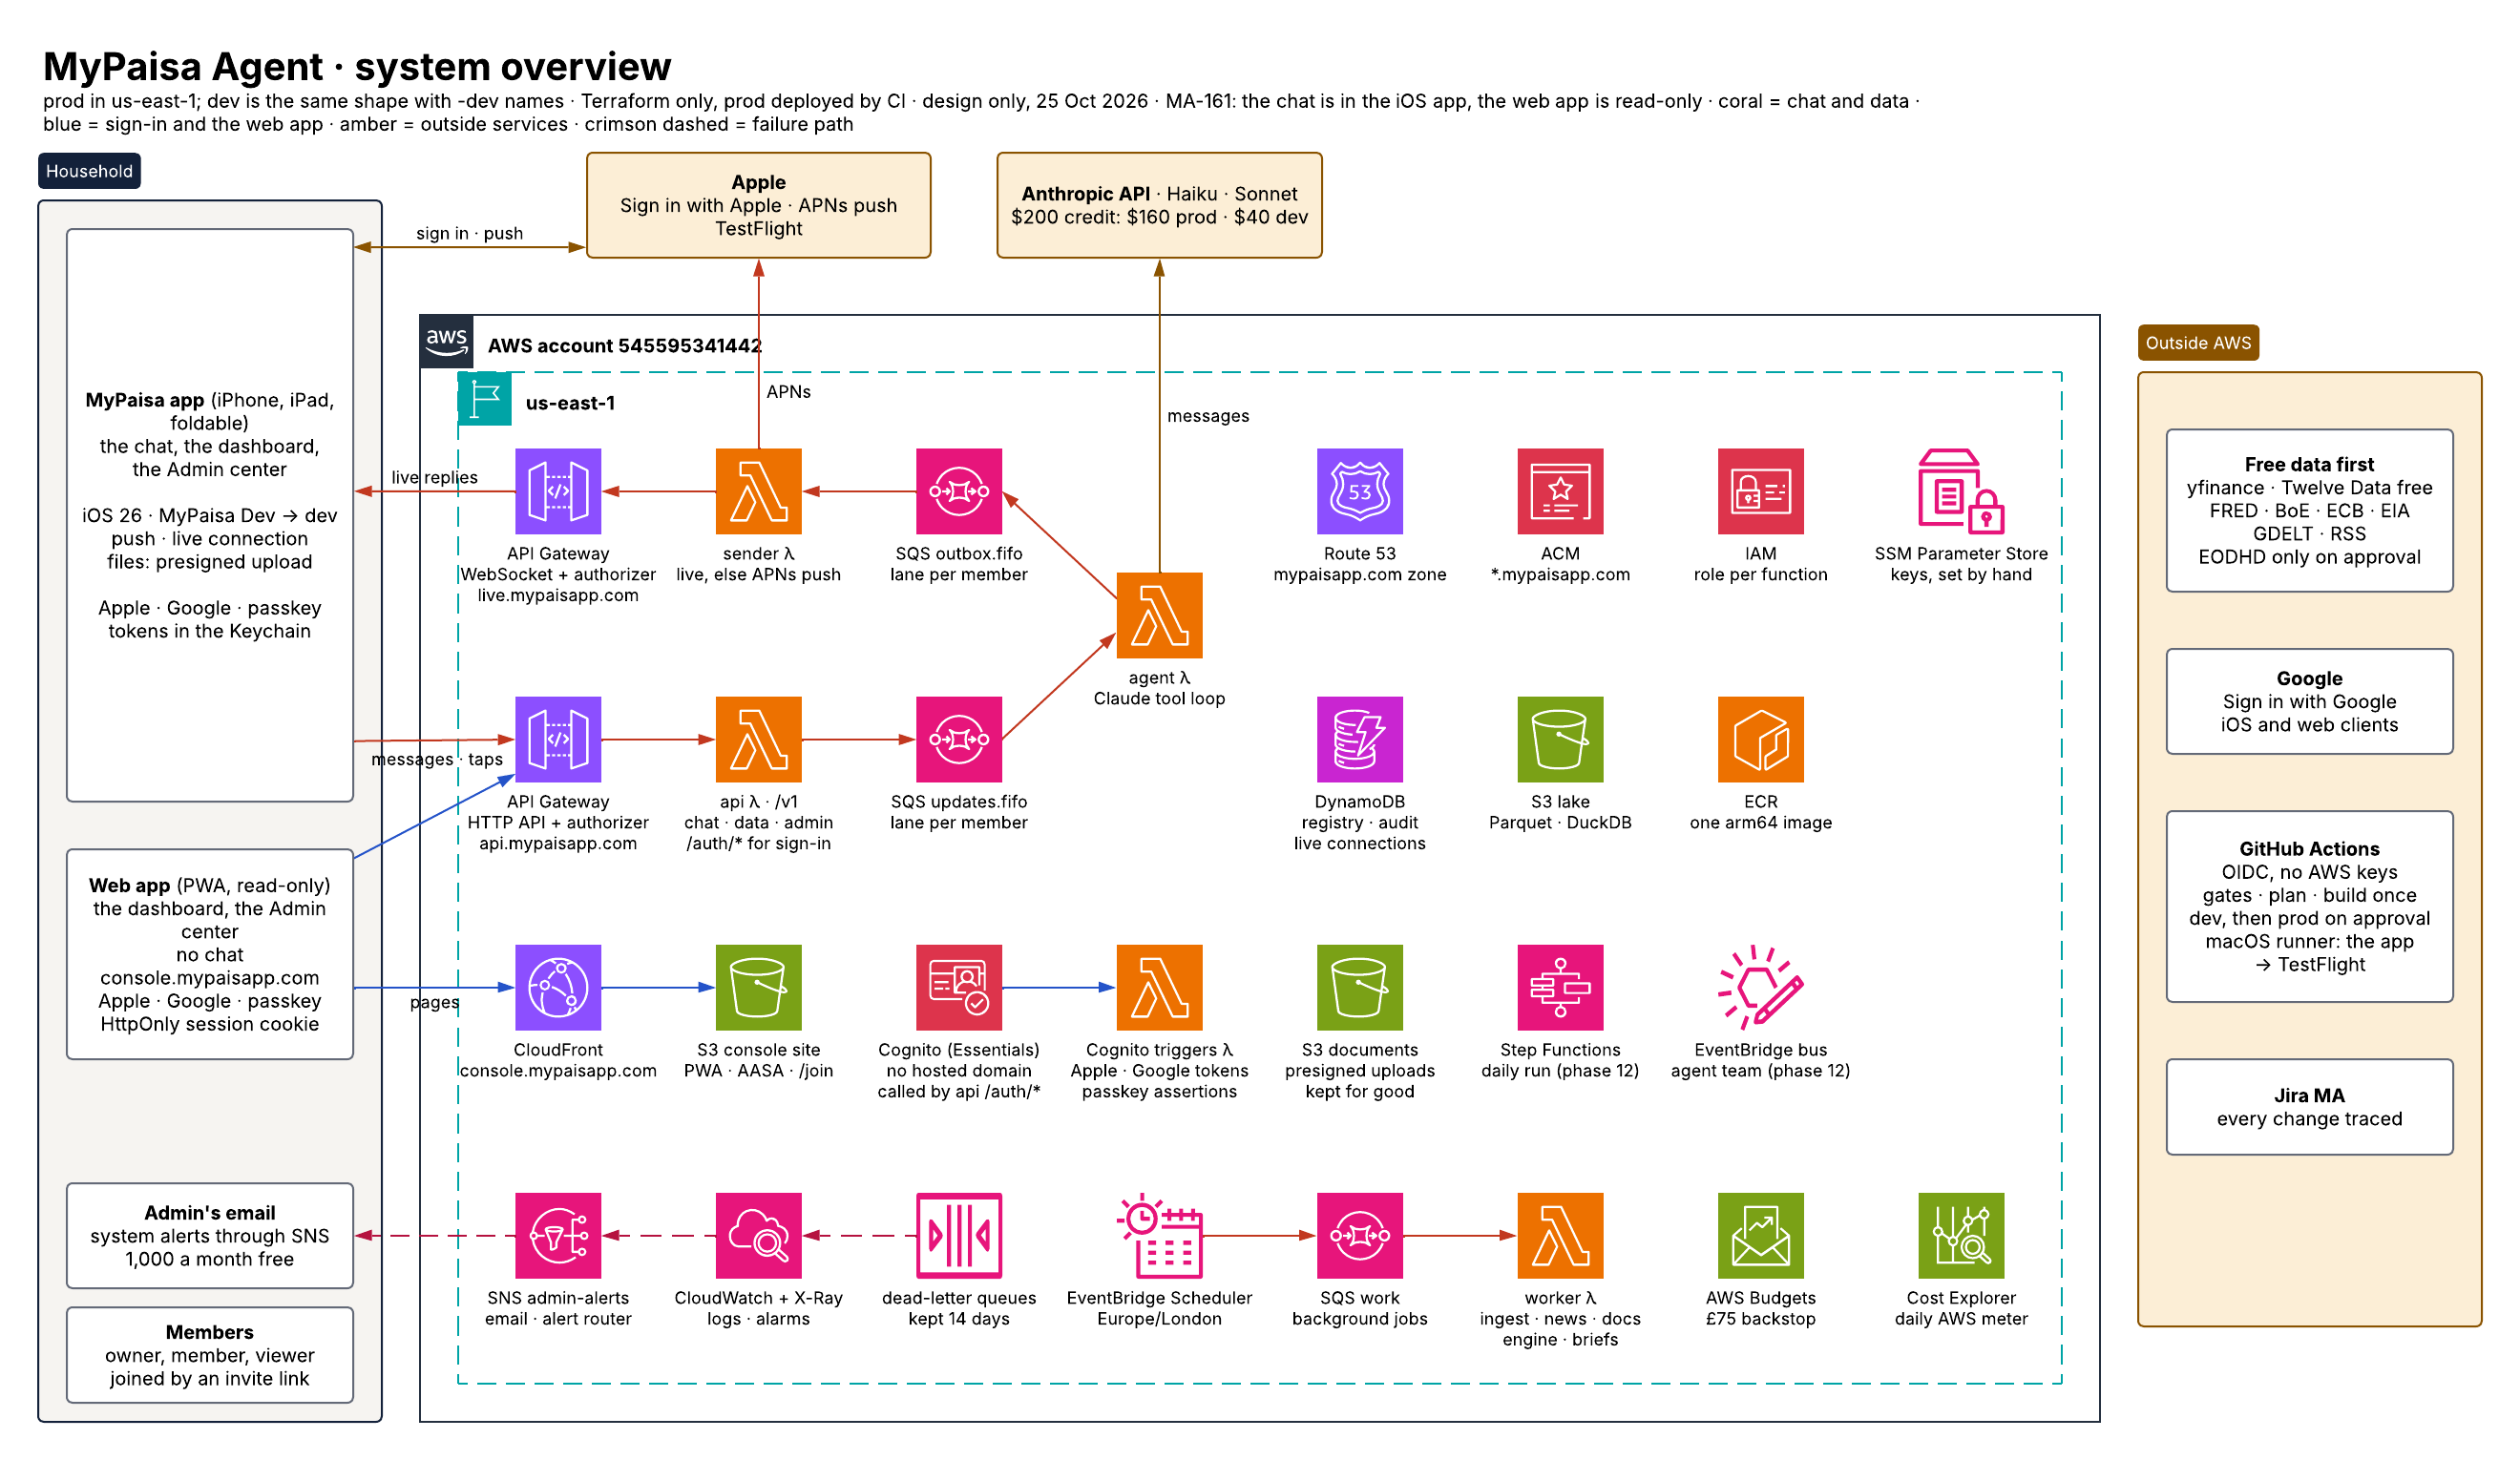 MyPaisa Agent · system overview
prod in us-east-1; dev is the same shape with -dev names · Terraform only, prod deployed by CI · design only, 25 Oct 2026 · MA-161: the chat is in the iOS app, the web app is read-only · coral = chat and data ·
blue = sign-in and the web app · amber = outside services · crimson dashed = failure path
Household
MyPaisa app (iPhone, iPad,
foldable)
the chat, the dashboard,
the Admin center
iOS 26 · MyPaisa Dev → dev
push · live connection
files: presigned upload
Apple · Google · passkey
tokens in the Keychain
Web app (PWA, read-only)
the dashboard, the Admin
center
no chat
console.mypaisapp.com
Apple · Google · passkey
HttpOnly session cookie
Admin's email
system alerts through SNS
1,000 a month free
Members
owner, member, viewer
joined by an invite link
sign in · push
Apple
Sign in with Apple · APNs push
TestFlight
Anthropic API · Haiku · Sonnet
$200 credit: $160 prod · $40 dev
aws
AWS account 545595341442
us-east-1
APNs
messages
live replies
API Gateway
WebSocket + authorizer
live.mypaisapp.com
sender λ
live, else APNs push
SQS outbox.fifo
lane per member
agent λ
Claude tool loop
53
Route 53
mypaisapp.com zone
ACM
*.mypaisapp.com
IAM
role per function
SSM Parameter Store
keys, set by hand
messages · taps
API Gateway
HTTP API + authorizer
api.mypaisapp.com
api λ · /v1
chat · data · admin
/auth/* for sign-in
SQS updates.fifo
lane per member
DynamoDB
registry · audit
live connections
S3 lake
Parquet · DuckDB
ECR
one arm64 image
pages
CloudFront
console.mypaisapp.com
S3 console site
PWA · AASA · /join
Cognito (Essentials)
no hosted domain
called by api /auth/*
Cognito triggers λ
Apple · Google tokens
passkey assertions
S3 documents
presigned uploads
kept for good
Step Functions
daily run (phase 12)
EventBridge bus
agent team (phase 12)
SNS admin-alerts
email · alert router
CloudWatch + X-Ray
logs · alarms
dead-letter queues
kept 14 days
EventBridge Scheduler
Europe/London
SQS work
background jobs
worker λ
ingest · news · docs
engine · briefs
AWS Budgets
£75 backstop
Cost Explorer
daily AWS meter
Outside AWS
Free data first
yfinance · Twelve Data free
FRED · BoE · ECB · EIA
GDELT · RSS
EODHD only on approval
Google
Sign in with Google
iOS and web clients
GitHub Actions
OIDC, no AWS keys
gates · plan · build once
dev, then prod on approval
macOS runner: the app
→ TestFlight
Jira MA
every change traced